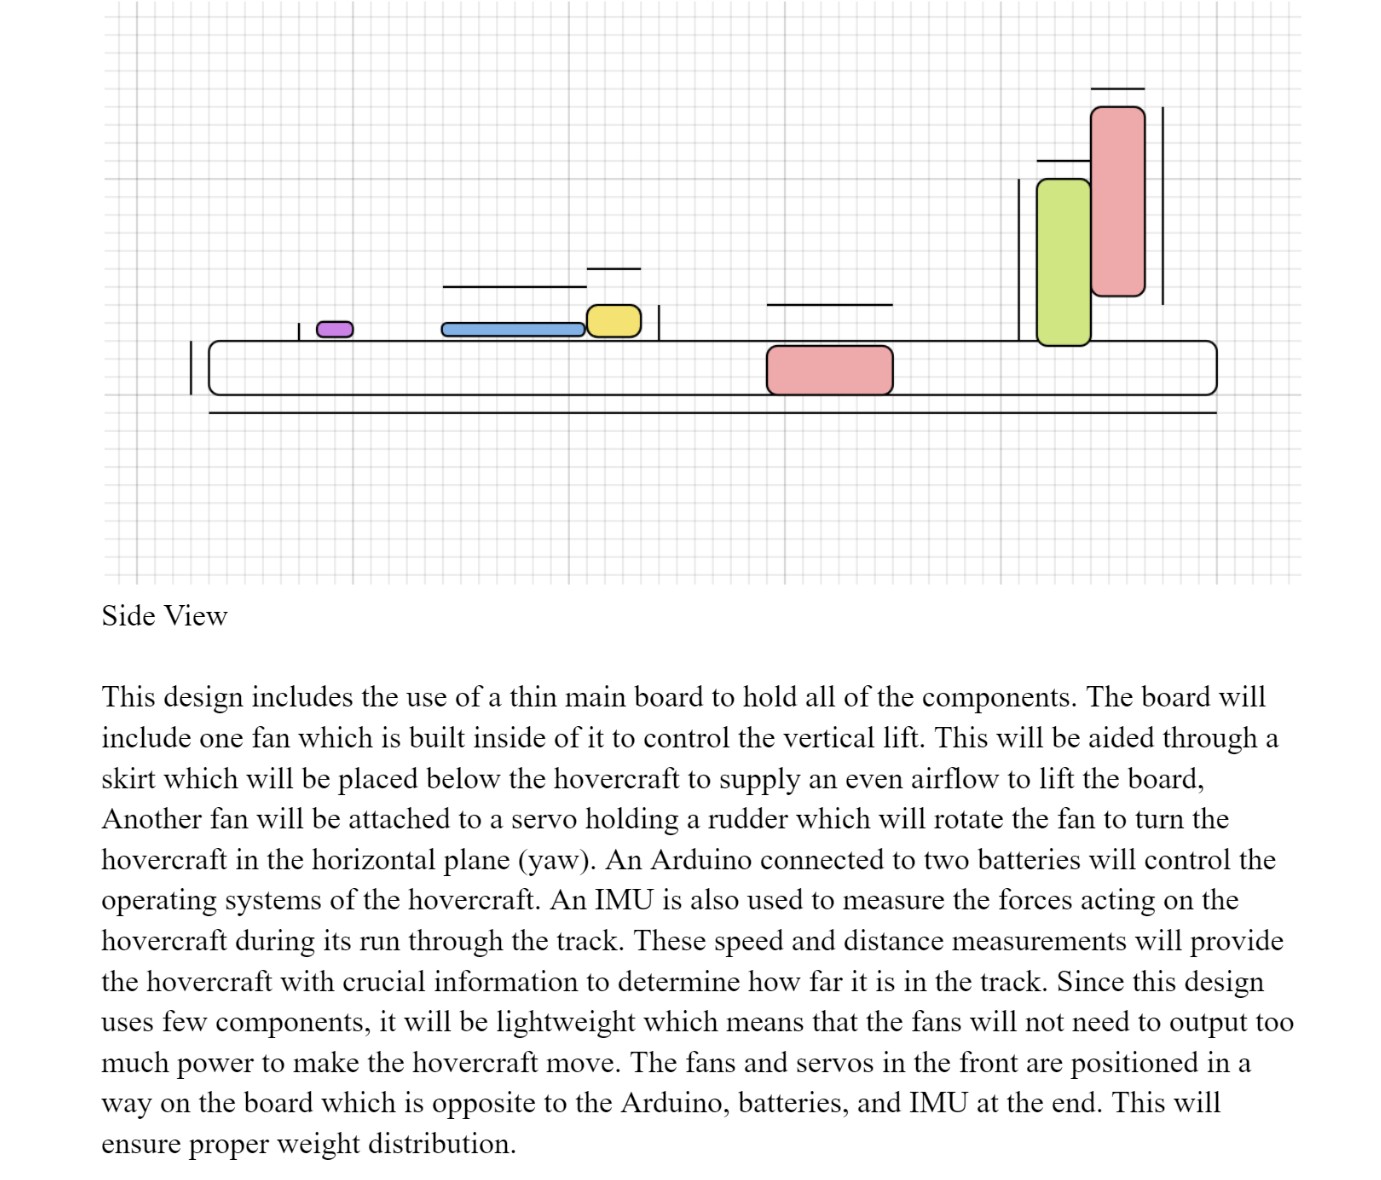 Side View
This design includes the use of a thin main board to hold all of the components. The board will
include one fan which is built inside of it to control the vertical lift. This will be aided through a
skirt which will be placed below the hovercraft to supply an even airflow to lift the board,
Another fan will be attached to a servo holding a rudder which will rotate the fan to turn the
hovercraft in the horizontal plane (yaw). An Arduino connected to two batteries will control the
operating systems of the hovercraft. An IMU is also used to measure the forces acting on the
hovercraft during its run through the track. These speed and distance measurements will provide
the hovercraft with crucial information to determine how far it is in the track. Since this design
uses few components, it will be lightweight which means that the fans will not need to output too
much power to make the hovercraft move. The fans and servos in the front are positioned in a
way on the board which is opposite to the Arduino, batteries, and IMU at the end. This will
ensure proper weight distribution.